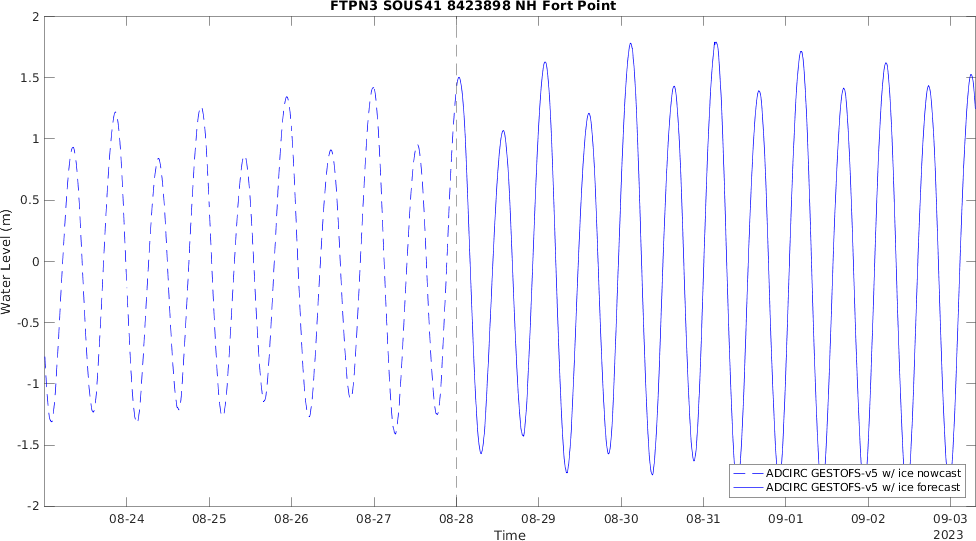 FTPN3 SOUS41 8423898 NH Fort Point
2
1.5
1
0.5
0
-0.5
-1
-1.5
-2
Water Level (m)
ADCIRC GESTOFS-v5 w/ ice nowcast
ADCIRC GESTOFS-v5 w/ ice forecast
08-24 08-25 08-26 08-27 08-28 08-29 08-30 08-31 09-01 09-02 09-03
Time
2023